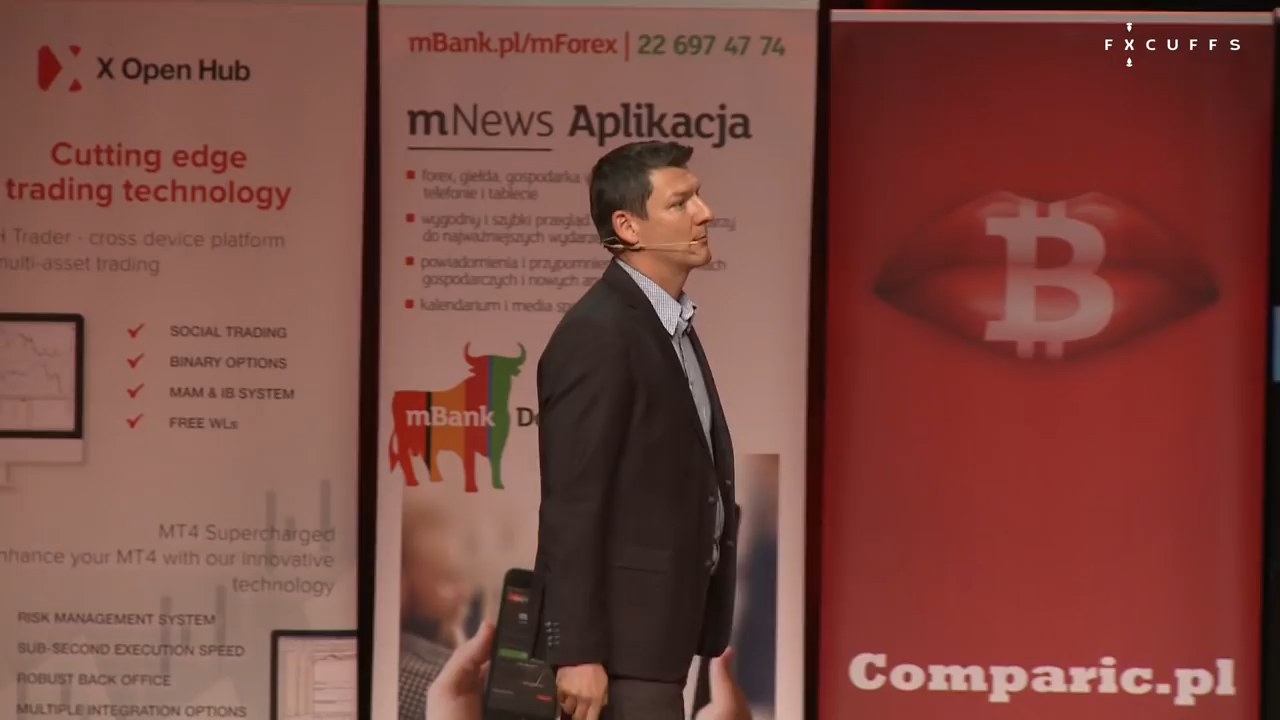 X Open Hub
Cutting edge
trading technology
Trader - cross device platform
multi-asset trading
SOCIAL TRADING
BINARY OPTIONS
MAM & IB SYSTEM
FREE WLs
MT4 Supercharged
enhance your MT4 with our innovative
technology
RISK MANAGEMENT SYSTEM
SUB-SECOND EXECUTION SPEED
ROBUST BACK OFFICE
MULTIPLE INTEGRATION OPTIONS
mBank.pl/mForex | 22 697 47 74
mNews Aplikacja
forex, giełda, gospodarka
telefonie i tablecie
wygodny i szybki przegląd
do najważniejszych
powiadomienia i
gospodarczych i nowych
kalendarium i media
mBank
FXCUFFS
B
Comparic.pl